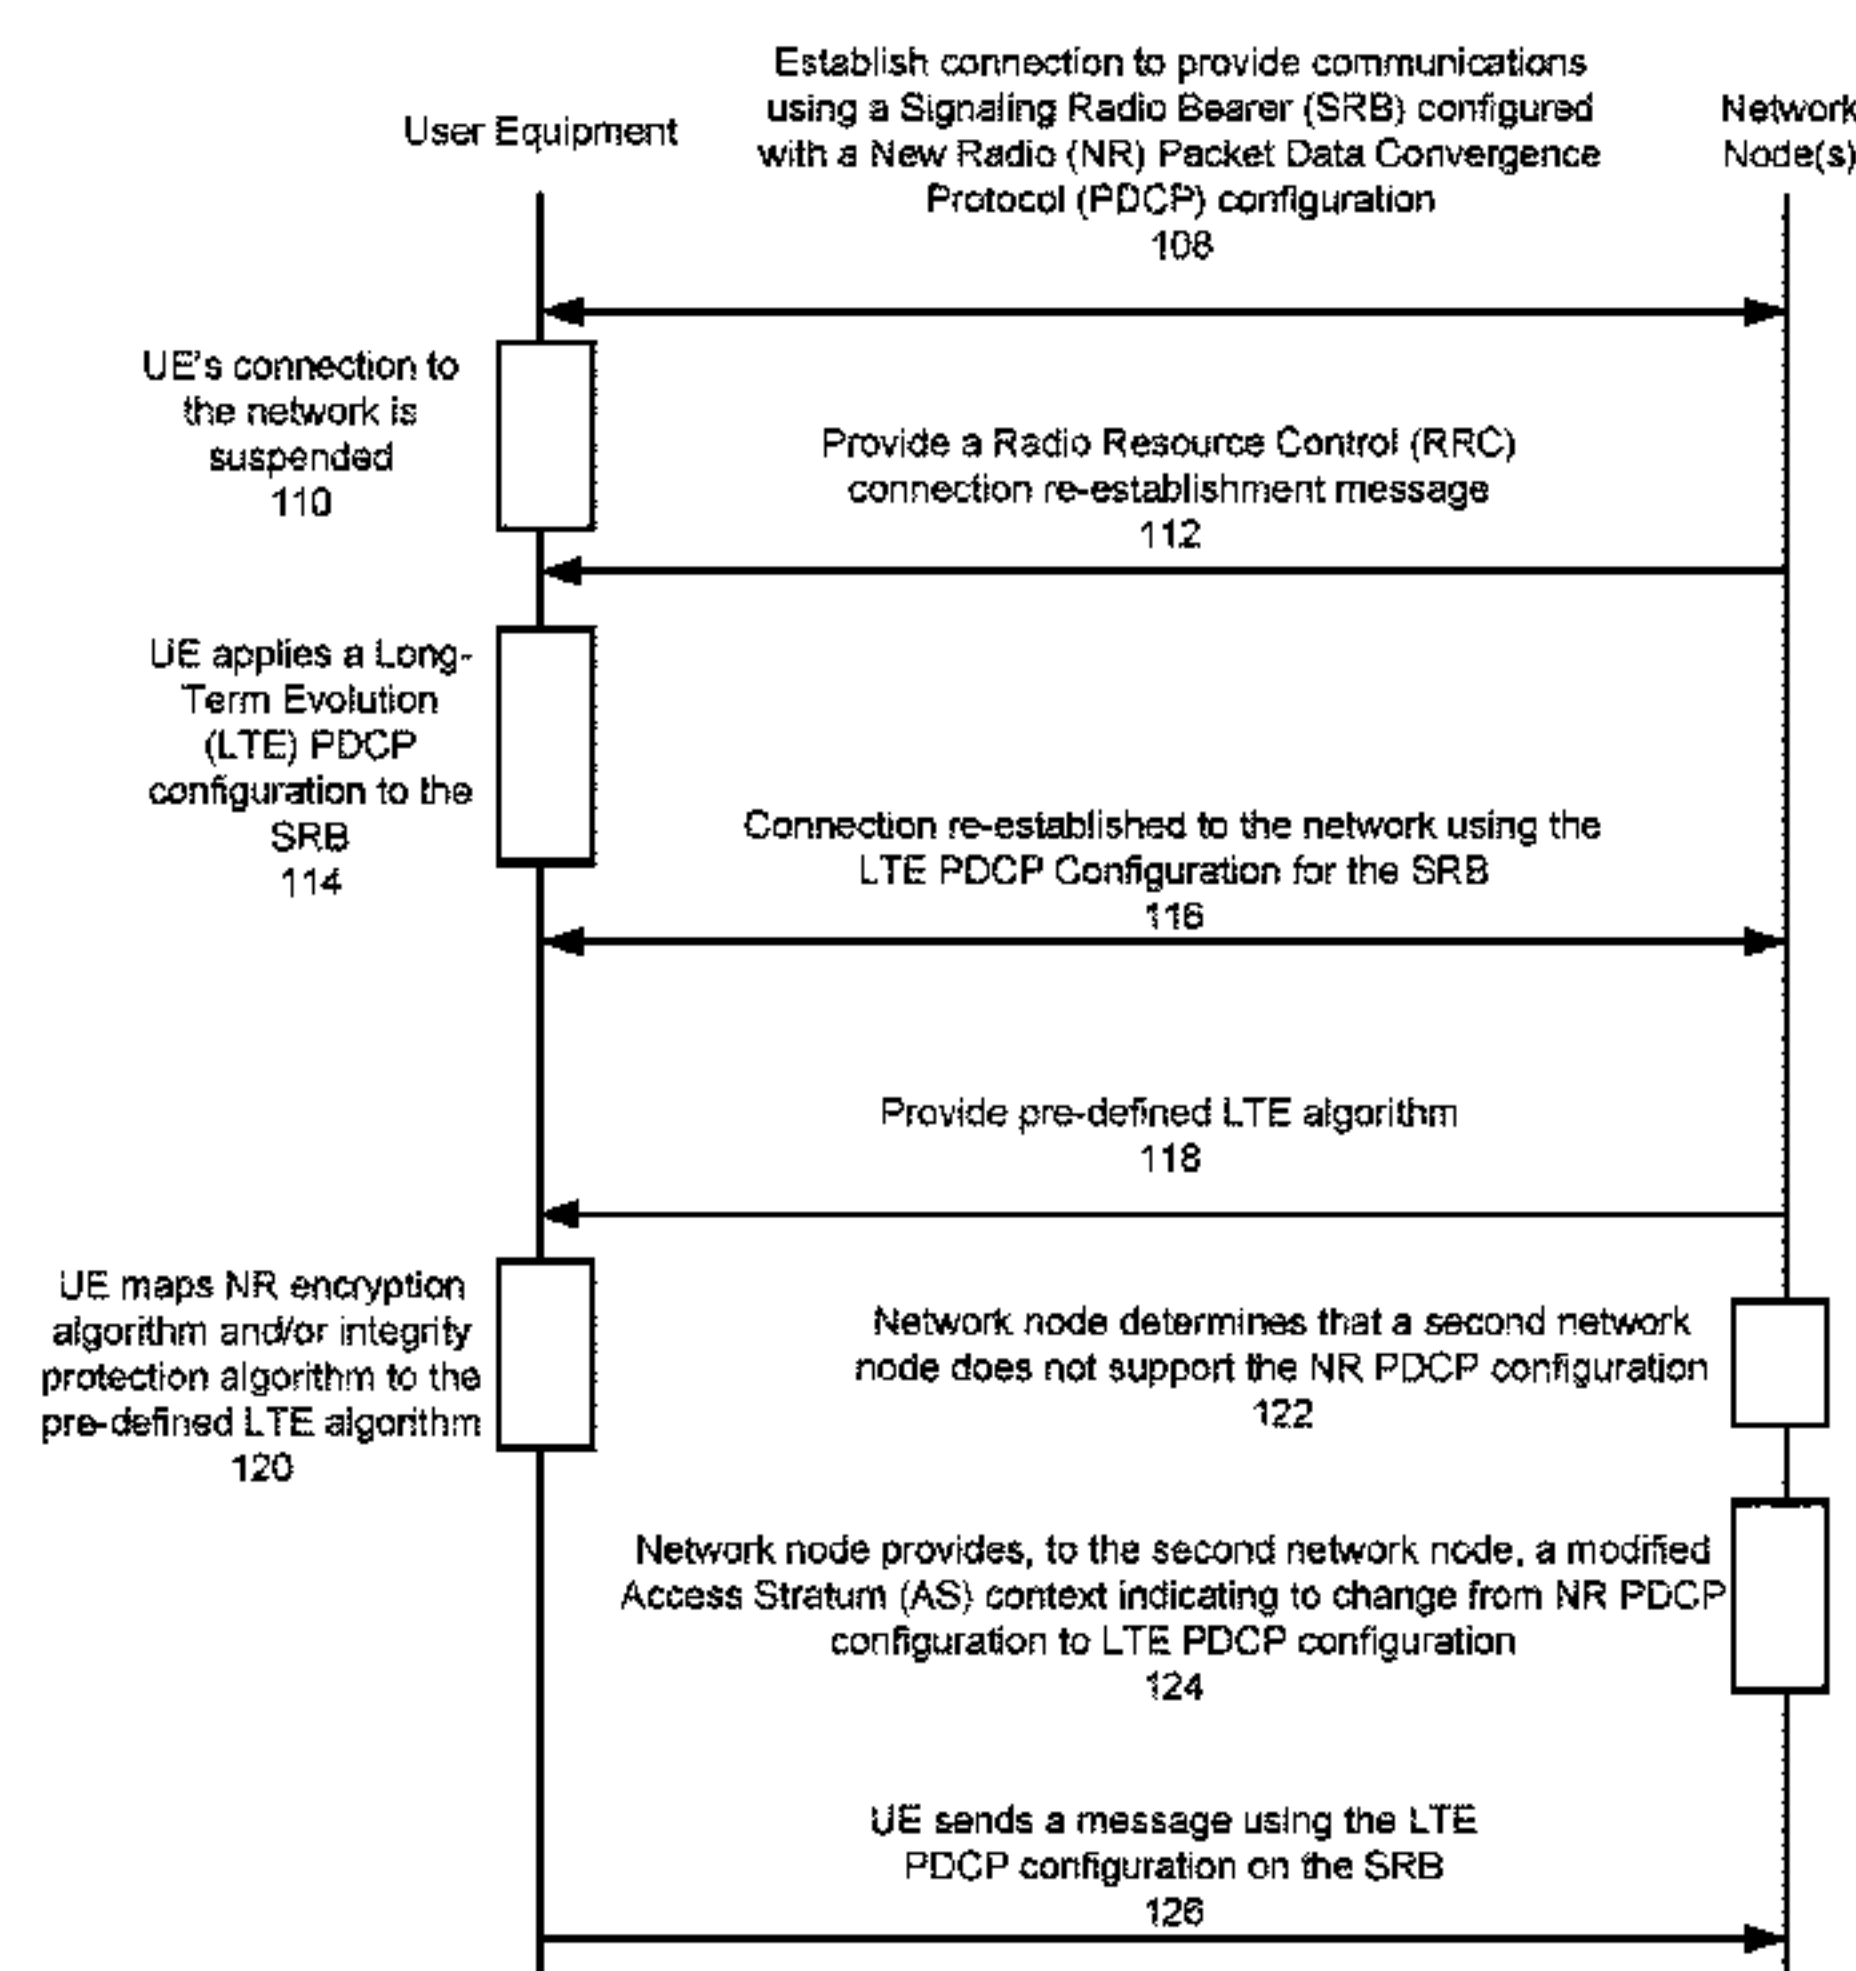 Establish connection to provide communications
using a Signaling Radio Bearer (SRB) configured
with a New Radio (NR) Packet Data Convergence
Protocol (PDCP) configuration
108
User Equipment
Network
Node(s)
UE's connection to
the network is
suspended
110
Provide a Radio Resource Control (RRC)
connection re-establishment message
112
UE applies a Long-
Term Evolution
(LTE) PDCP
configuration to the
SRB
114
Connection re-established to the network using the
LTE PDCP Configuration for the SRB
116
Provide pre-defined LTE algorithm
118
UE maps NR encryption
algorithm and/or integrity
protection algorithm to the
pre-defined LTE algorithm
120
Network node determines that a second network
node does not support the NR PDCP configuration
122
Network node provides, to the second network node, a modified
Access Stratum (AS) context indicating to change from NR PDCP
configuration to LTE PDCP configuration
124
UE sends a message using the LTE
PDCP configuration on the SRB
126